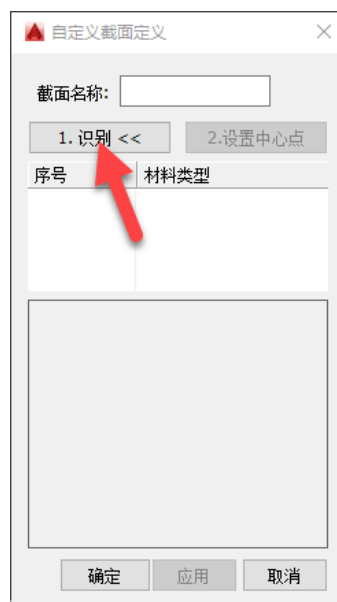 自定义截面定义
截面名称:
1. 识别 << 2.设置中心点
序号 材料类型
确定 应用 取消